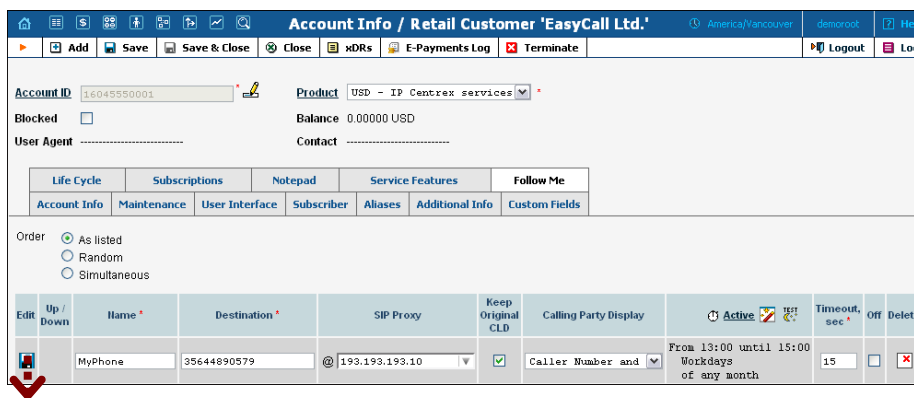 Account Info / Retail Customer 'EasyCall Ltd.' America/Vancouver demoroot ? He
Add Save Save & Close Close xDRs E-Payments Log Terminate Logout Lo
Account ID 16045550001 * Product USD - IP Centrex services *
Blocked Balance 0.00000 USD
User Agent ---------------------------- Contact ----------------------------
Life Cycle Subscriptions Notepad Service Features Follow Me
Account Info Maintenance User Interface Subscriber Aliases Additional Info Custom Fields
Order As listed
Random
Simultaneous
Edit Up / Down Name * Destination * SIP Proxy Keep Original CLD Calling Party Display Active TEST Timeout, sec * Off Delet
MyPhone 35644890579 @ 193.193.193.10 Caller Number and From 13:00 until 15:00 15
Workdays
of any month